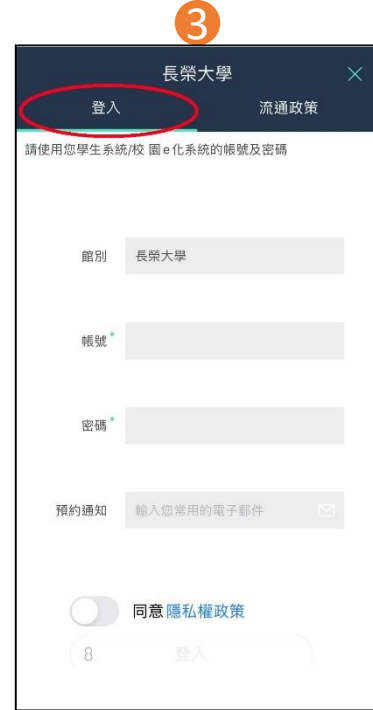 3
長榮大學
登入 流通政策
請使用您學生系統/校 園e化系統的帳號及密碼
館別 長榮大學
帳號*
密碼*
預約通知 輸入您常用的電子郵件
同意隱私權政策
8 登入